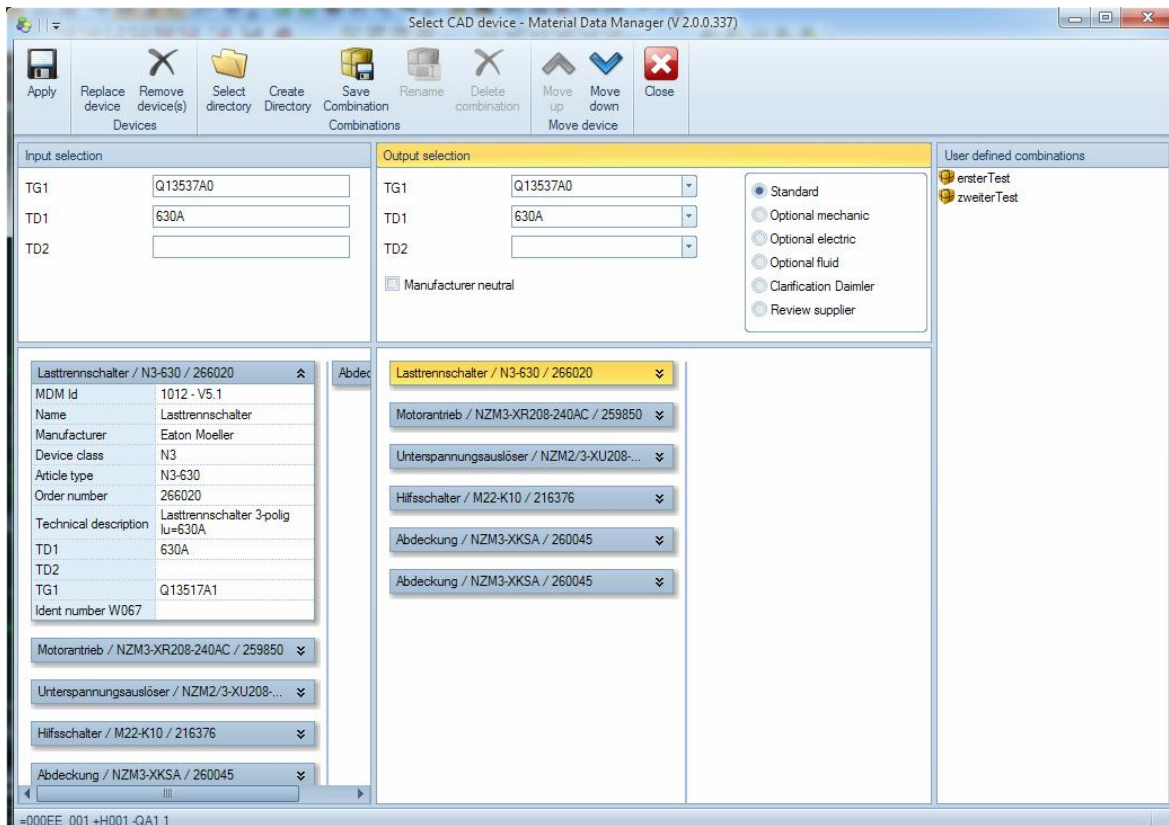 Select CAD device - Material Data Manager (V 2.0.0.337)
Apply
Replace device
Remove device(s)
Devices
Select directory
Create Directory
Save Combination
Rename
Delete combination
Combinations
Move up
Move down
Move device
Close
Input selection
TG1 Q13537A0
TD1 630A
TD2
Output selection
TG1 Q13537A0
TD1 630A
TD2
Manufacturer neutral
Standard
Optional mechanic
Optional electric
Optional fluid
Clarification Daimler
Review supplier
User defined combinations
ersterTest
zweiterTest
Lasttrennschalter / N3-630 / 266020
MDM Id 1012 - V5.1
Name Lasttrennschalter
Manufacturer Eaton Moeller
Device class N3
Article type N3-630
Order number 266020
Technical description Lasttrennschalter 3-polig
Iu=630A
TD1 630A
TD2
TG1 Q13517A1
Ident number W067
Motorantrieb / NZM3-XR208-240AC / 259850
Unterspannungsauslöser / NZM2/3-XU208-...
Hilfsschalter / M22-K10 / 216376
Abdeckung / NZM3-XKSA / 260045
Abdec
Lasttrennschalter / N3-630 / 266020
Motorantrieb / NZM3-XR208-240AC / 259850
Unterspannungsauslöser / NZM2/3-XU208-...
Hilfsschalter / M22-K10 / 216376
Abdeckung / NZM3-XKSA / 260045
Abdeckung / NZM3-XKSA / 260045
=000EE_001 +H001 -QA1 1